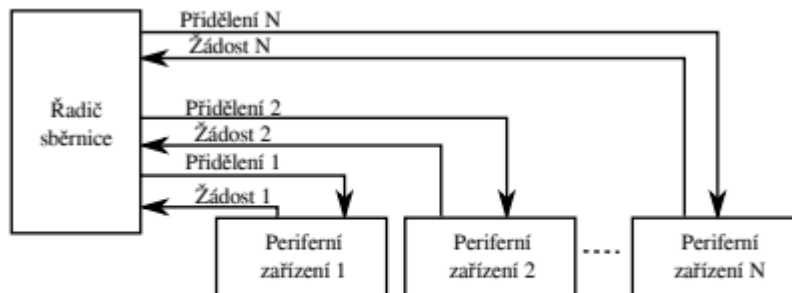 Přidělení N
Žádost N
Řadič
sběrnice
Přidělení 2
Žádost 2
Přidělení 1
Žádost 1
Periferní
zařízení 1
Periferní
zařízení 2
Periferní
zařízení N